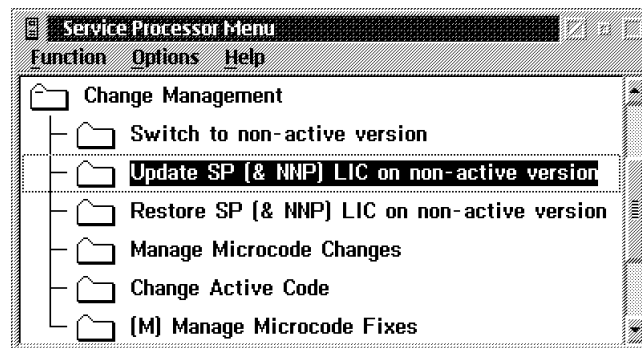 Service Processor Menu
Function Options Help
Change Management
Switch to non-active version
Update SP (& NNP) LIC on non-active version
Restore SP (& NNP) LIC on non-active version
Manage Microcode Changes
Change Active Code
(M) Manage Microcode Fixes